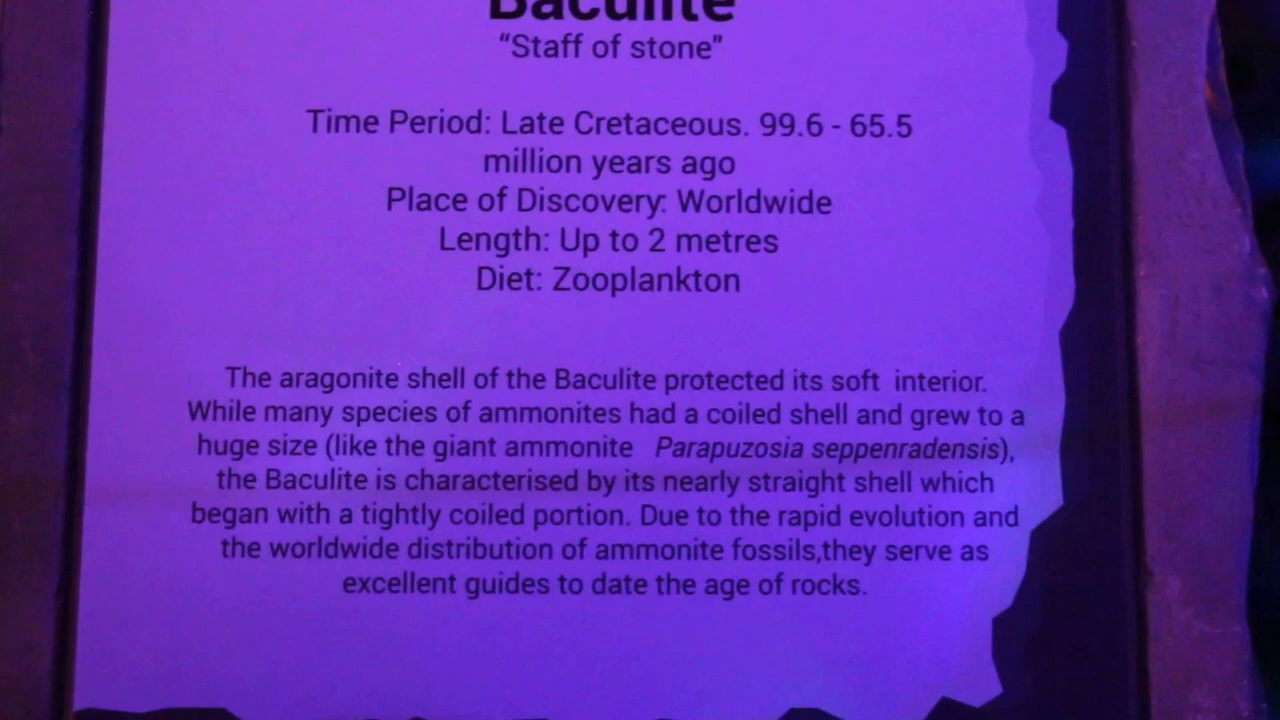 Baculite
“Staff of stone”
Time Period: Late Cretaceous. 99.6 - 65.5
million years ago
Place of Discovery: Worldwide
Length: Up to 2 metres
Diet: Zooplankton
The aragonite shell of the Baculite protected its soft  interior.
While many species of ammonites had a coiled shell and grew to a
huge size (like the giant ammonite   Parapuzosia seppenradensis),
the Baculite is characterised by its nearly straight shell which
began with a tightly coiled portion. Due to the rapid evolution and
the worldwide distribution of ammonite fossils,they serve as
excellent guides to date the age of rocks.